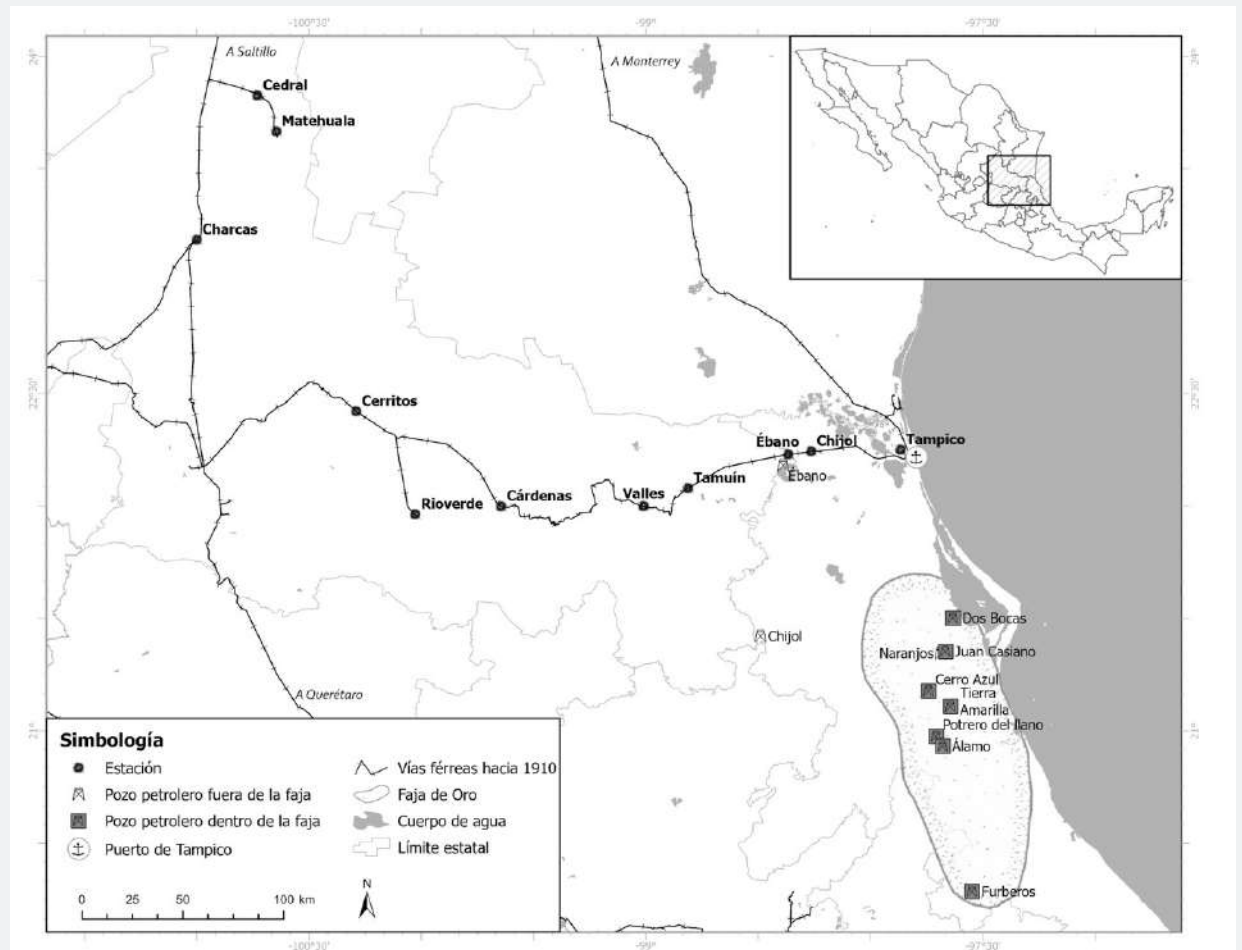 -100°30'
-99°
-97°30'
24°
24°
A Saltillo
A Monterrey
Cedral
Matehuala
Charcas
22°30'
22°30'
Cerritos
Ébano
Chijol
Tampico
Ébano
Tamuín
Valles
Cárdenas
Rioverde
Dos Bocas
Chijol
Naranjos
Juan Casiano
Cerro Azul
Tierra
Amarilla
A Querétaro
Potrero del llano
Álamo
21°
21°
Furberos
Simbología
Estación
Pozo petrolero fuera de la faja
Pozo petrolero dentro de la faja
Puerto de Tampico
Vías férreas hacia 1910
Faja de Oro
Cuerpo de agua
Límite estatal
0 25 50 100 km
N
-100°30'
-99°
-97°30'